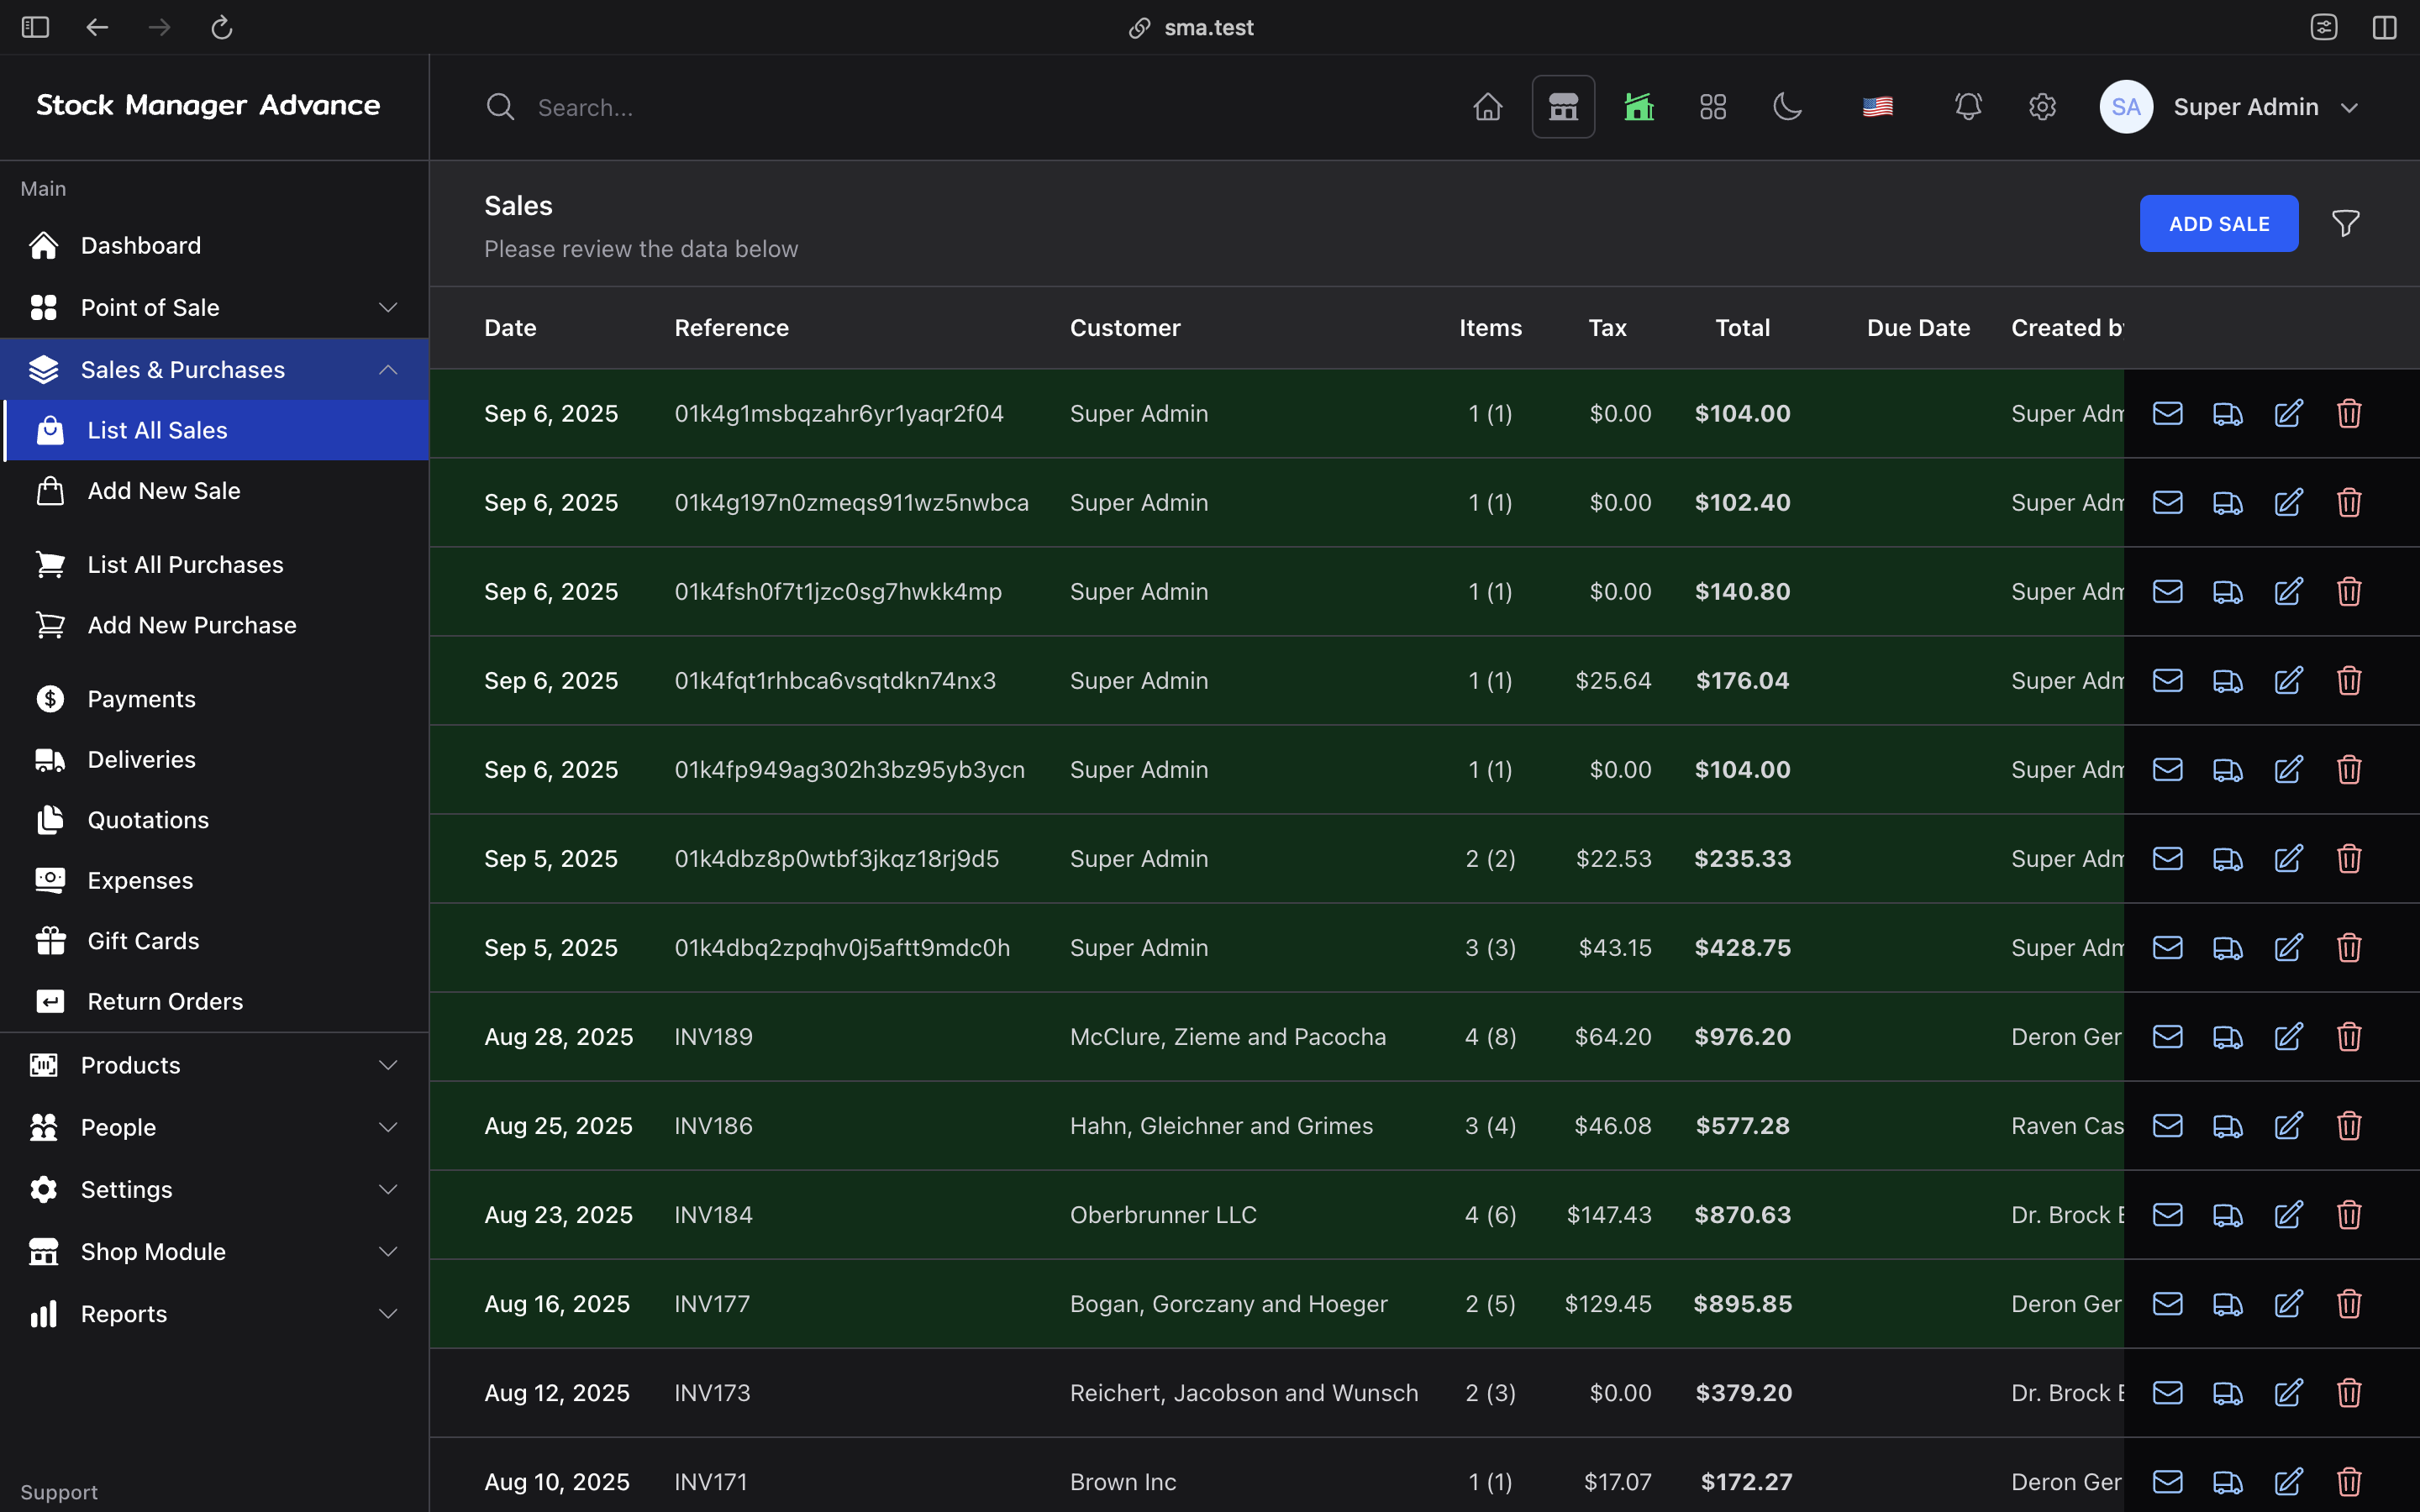 sma.test
Stock Manager Advance
Search...
SA Super Admin
Main
Dashboard
Point of Sale
Sales & Purchases
List All Sales
Add New Sale
List All Purchases
Add New Purchase
Payments
Deliveries
Quotations
Expenses
Gift Cards
Return Orders
Products
People
Settings
Shop Module
Reports
Support
Sales
Please review the data below
ADD SALE
Date Reference Customer Items Tax Total Due Date Created
Sep 6, 2025 01k4g1msbqzahr6yr1yaqr2f04 Super Admin 1 (1) $0.00 $104.00 Super
Sep 6, 2025 01k4g197n0zmeqs911wz5nwbca Super Admin 1 (1) $0.00 $102.40 Super
Sep 6, 2025 01k4fsh0f7t1jzc0sg7hwkk4mp Super Admin 1 (1) $0.00 $140.80 Super
Sep 6, 2025 01k4fqt1rhbca6vsqtdkn74nx3 Super Admin 1 (1) $25.64 $176.04 Super
Sep 6, 2025 01k4fp949ag302h3bz95yb3ycn Super Admin 1 (1) $0.00 $104.00 Super
Sep 5, 2025 01k4dbz8p0wtbf3jkqz18rj9d5 Super Admin 2 (2) $22.53 $235.33 Super
Sep 5, 2025 01k4dbq2zpqhv0j5aftt9mdc0h Super Admin 3 (3) $43.15 $428.75 Super
Aug 28, 2025 INV189 McClure, Zieme and Pacocha 4 (8) $64.20 $976.20 Deron Ger
Aug 25, 2025 INV186 Hahn, Gleichner and Grimes 3 (4) $46.08 $577.28 Raven Cas
Aug 23, 2025 INV184 Oberbrunner LLC 4 (6) $147.43 $870.63 Dr. Brock
Aug 16, 2025 INV177 Bogan, Gorczany and Hoeger 2 (5) $129.45 $895.85 Deron Ger
Aug 12, 2025 INV173 Reichert, Jacobson and Wunsch 2 (3) $0.00 $379.20 Dr. Brock
Aug 10, 2025 INV171 Brown Inc 1 (1) $17.07 $172.27 Deron Ger